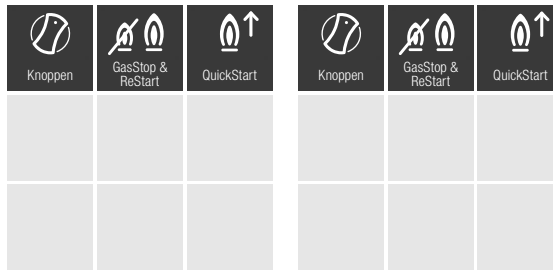 Knoppen
GasStop &
ReStart
QuickStart
Knoppen
GasStop &
ReStart
QuickStart